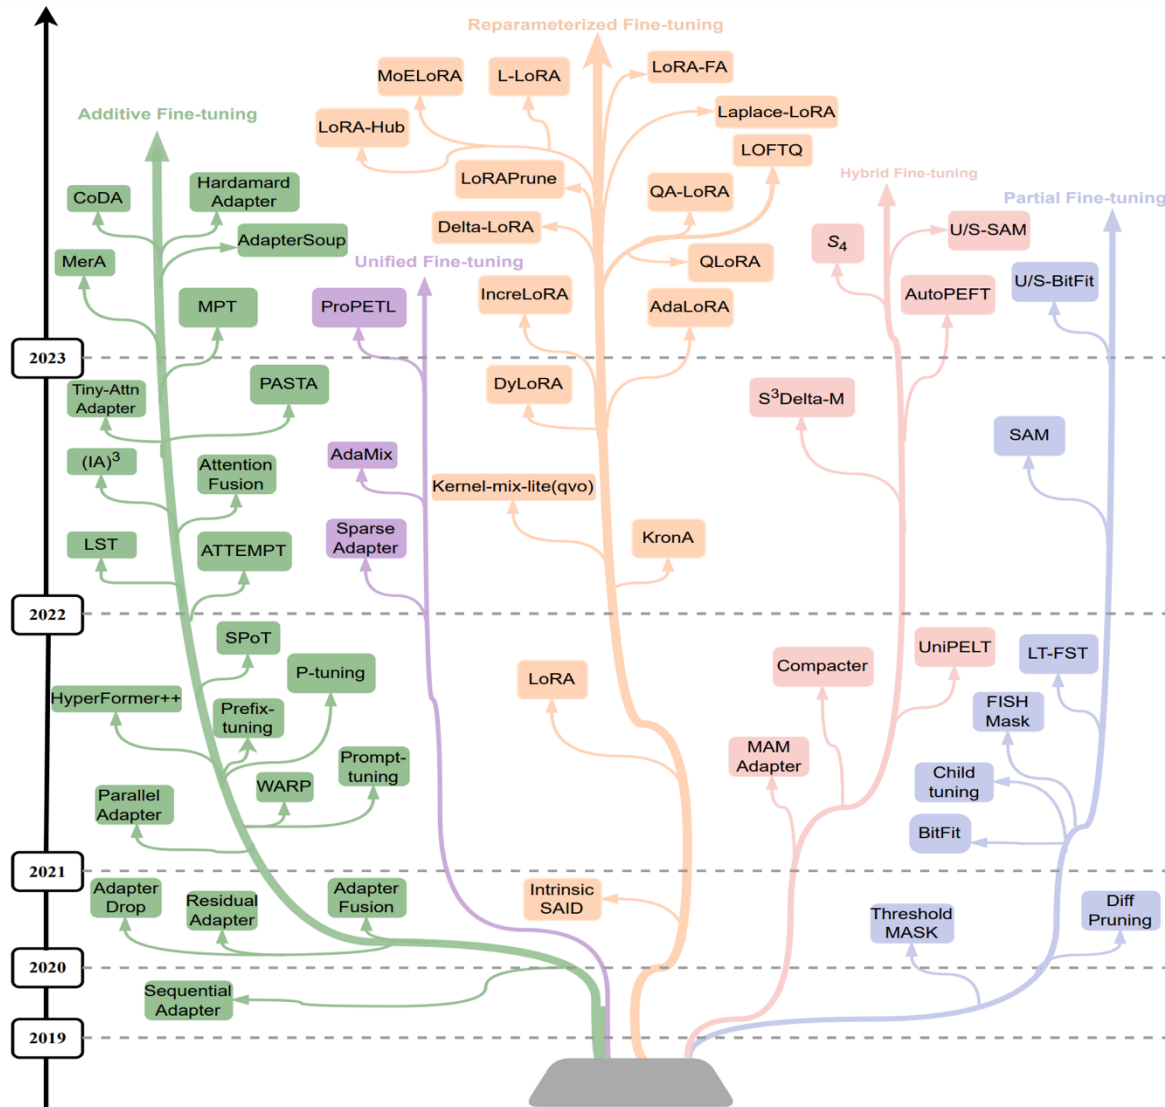 Reparameterized Fine-tuning
MoELoRA
L-LoRA
LoRA-FA
Additive Fine-tuning
LoRA-Hub
Laplace-LoRA
LOFTQ
Hybrid Fine-tuning
CoDA
Hardamard
Adapter
LoRAPrune
QA-LoRA
Partial Fine-tuning
AdapterSoup
Delta-LoRA
S4
U/S-SAM
MerA
Unified Fine-tuning
QLoRA
U/S-BitFit
MPT
ProPETL
IncreLoRA
AdaLoRA
AutoPEFT
2023
Tiny-Attn
Adapter
PASTA
DyLoRA
S3Delta-M
SAM
(IA)3
Attention
Fusion
AdaMix
Kernel-mix-lite(qvo)
LST
ATTEMPT
Sparse
Adapter
KronA
2022
SPoT
UniPELT
LT-FST
HyperFormer++
P-tuning
LoRA
Compacter
Prefix-
tuning
FISH
Mask
MAM
Adapter
Prompt-
tuning
WARP
Child
tuning
Parallel
Adapter
BitFit
2021
Adapter
Drop
Residual
Adapter
Adapter
Fusion
Intrinsic
SAID
Threshold
MASK
Diff
Pruning
2020
Sequential
Adapter
2019